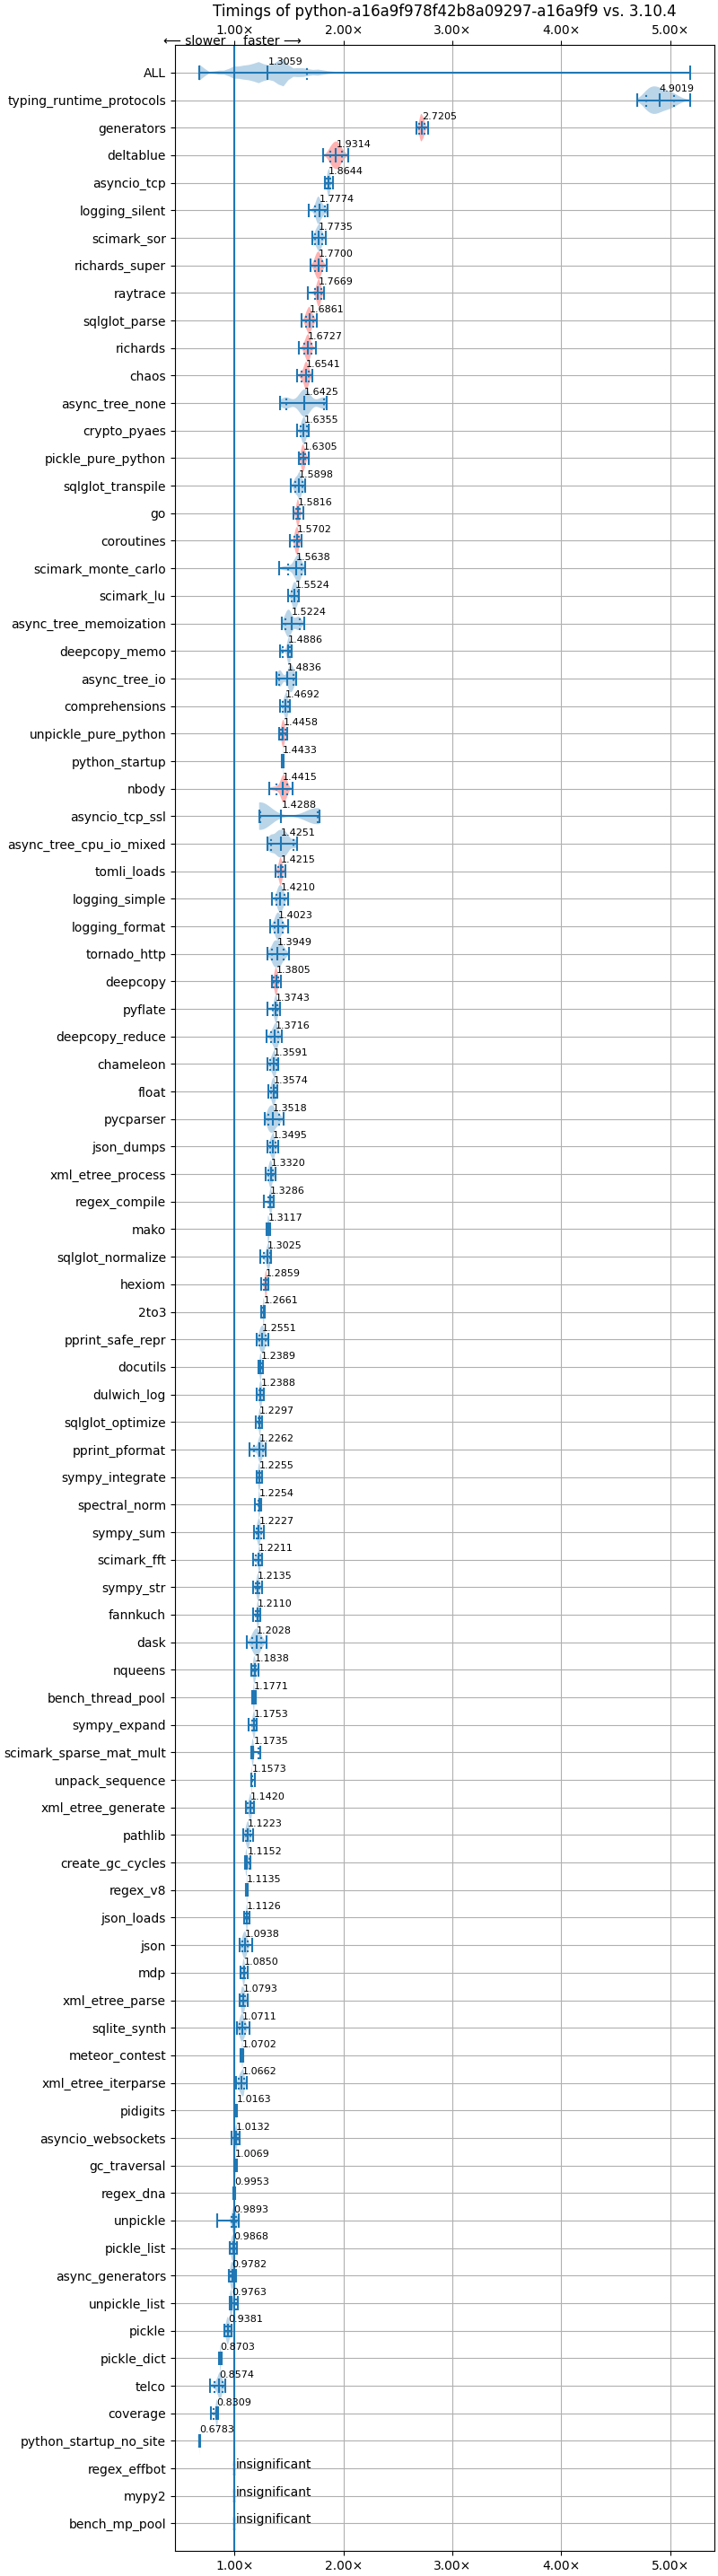 Timings of python-a16a9f978f42b8a09297-a16a9f9 vs. 3.10.4
1.00× 2.00× 3.00× 4.00× 5.00×
⟵ slower faster ⟶
ALL 1.3059
typing_runtime_protocols 4.9019
generators 2.7205
deltablue 1.9314
asyncio_tcp 1.8644
logging_silent 1.7774
scimark_sor 1.7735
richards_super 1.7700
raytrace 1.7669
sqlglot_parse 1.6861
richards 1.6727
chaos 1.6541
async_tree_none 1.6425
crypto_pyaes 1.6355
pickle_pure_python 1.6305
sqlglot_transpile 1.5898
go 1.5816
coroutines 1.5702
scimark_monte_carlo 1.5638
scimark_lu 1.5524
async_tree_memoization 1.5224
deepcopy_memo 1.4886
async_tree_io 1.4836
comprehensions 1.4692
unpickle_pure_python 1.4458
python_startup 1.4433
nbody 1.4415
asyncio_tcp_ssl 1.4288
async_tree_cpu_io_mixed 1.4251
tomli_loads 1.4215
logging_simple 1.4210
logging_format 1.4023
tornado_http 1.3949
deepcopy 1.3805
pyflate 1.3743
deepcopy_reduce 1.3716
chameleon 1.3591
float 1.3574
pycparser 1.3518
json_dumps 1.3495
xml_etree_process 1.3320
regex_compile 1.3286
mako 1.3117
sqlglot_normalize 1.3025
hexiom 1.2859
2to3 1.2661
pprint_safe_repr 1.2551
docutils 1.2389
dulwich_log 1.2388
sqlglot_optimize 1.2297
pprint_pformat 1.2262
sympy_integrate 1.2255
spectral_norm 1.2254
sympy_sum 1.2227
scimark_fft 1.2211
sympy_str 1.2135
fannkuch 1.2110
dask 1.2028
nqueens 1.1838
bench_thread_pool 1.1771
sympy_expand 1.1753
scimark_sparse_mat_mult 1.1735
unpack_sequence 1.1573
xml_etree_generate 1.1420
pathlib 1.1223
create_gc_cycles 1.1152
regex_v8 1.1135
json_loads 1.1126
json 1.0938
mdp 1.0850
xml_etree_parse 1.0793
sqlite_synth 1.0711
meteor_contest 1.0702
xml_etree_iterparse 1.0662
pidigits 1.0163
asyncio_websockets 1.0132
gc_traversal 1.0069
regex_dna 0.9953
unpickle 0.9893
pickle_list 0.9868
async_generators 0.9782
unpickle_list 0.9763
pickle 0.9381
pickle_dict 0.8703
telco 0.8574
coverage 0.8309
python_startup_no_site 0.6783
regex_effbot insignificant
mypy2 insignificant
bench_mp_pool insignificant
1.00× 2.00× 3.00× 4.00× 5.00×